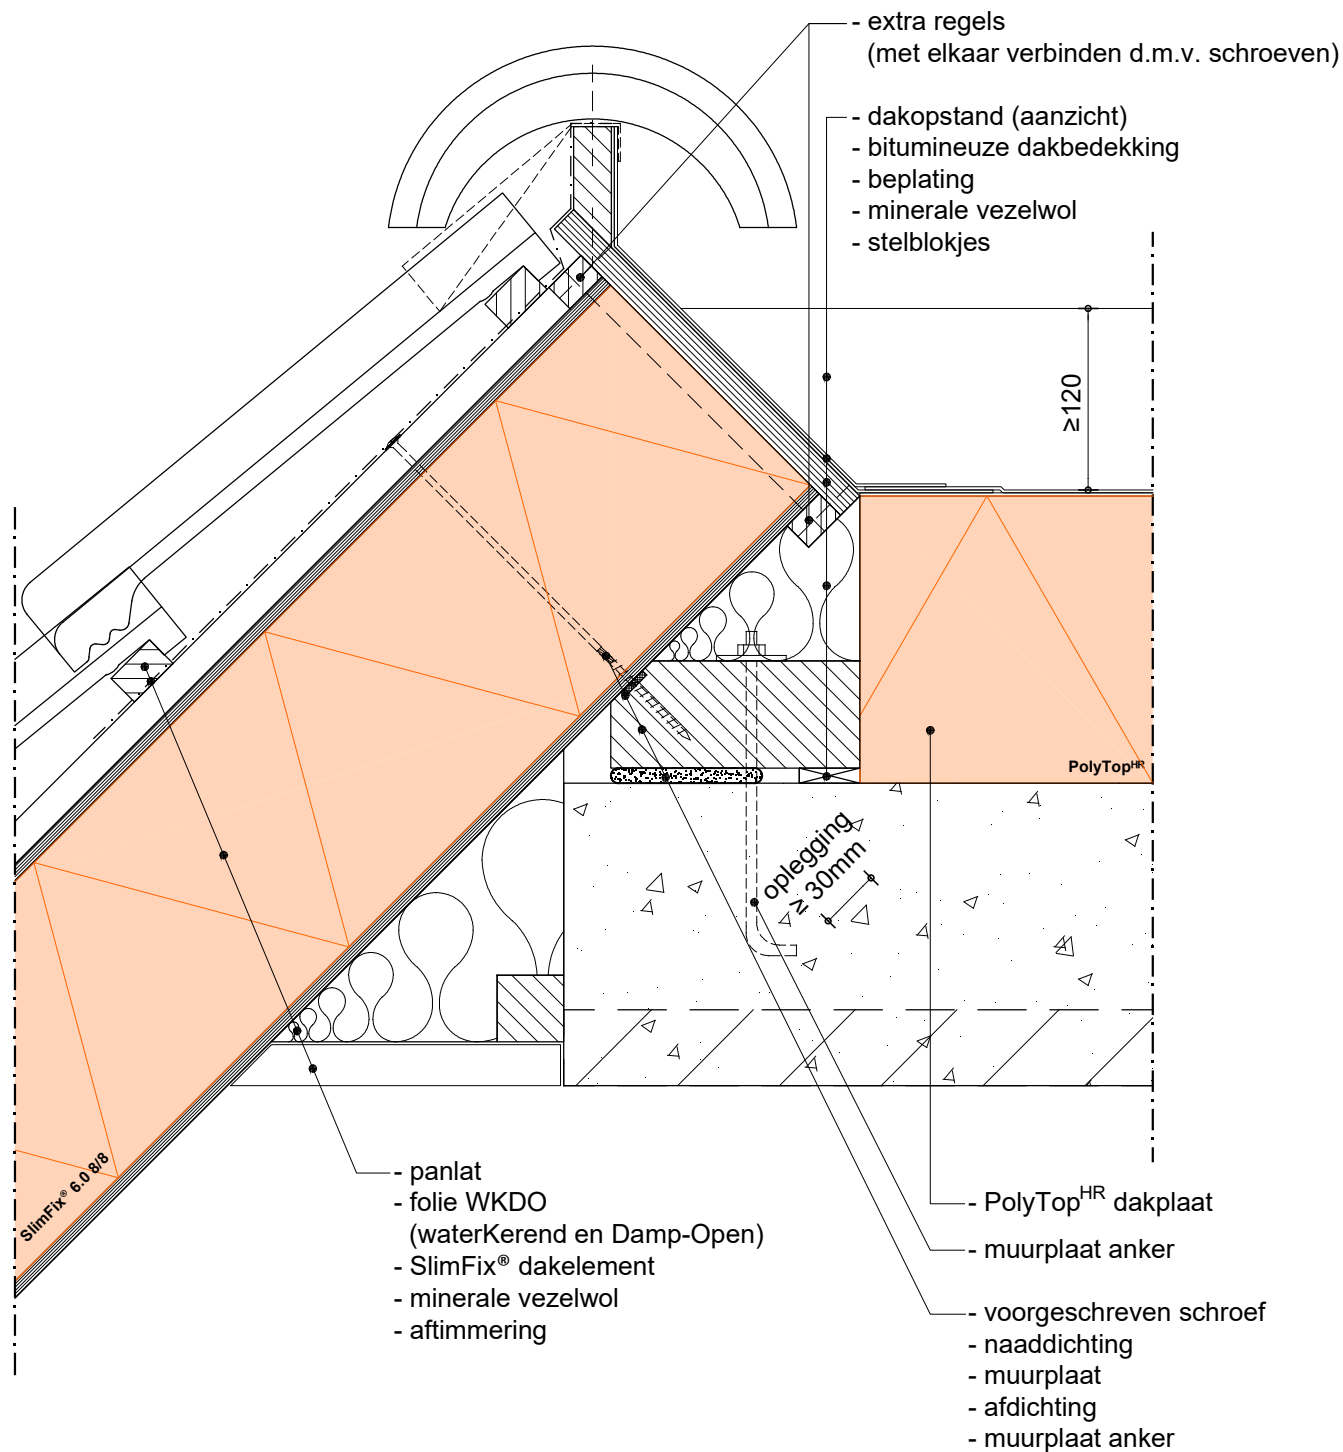 - extra regels
(met elkaar verbinden d.m.v. schroeven)
- dakopstand (aanzicht)
- bitumineuze dakbedekking
- beplating
- minerale vezelwol
- stelblokjes
≥120
PolyTopHR
oplegging
≥ 30mm
SlimFix® 6.0 8/8
- panlat
- folie WKDO
(waterKerend en Damp-Open)
- SlimFix® dakelement
- minerale vezelwol
- aftimmering
- PolyTopHR dakplaat
- muurplaat anker
- voorgeschreven schroef
- naaddichting
- muurplaat
- afdichting
- muurplaat anker